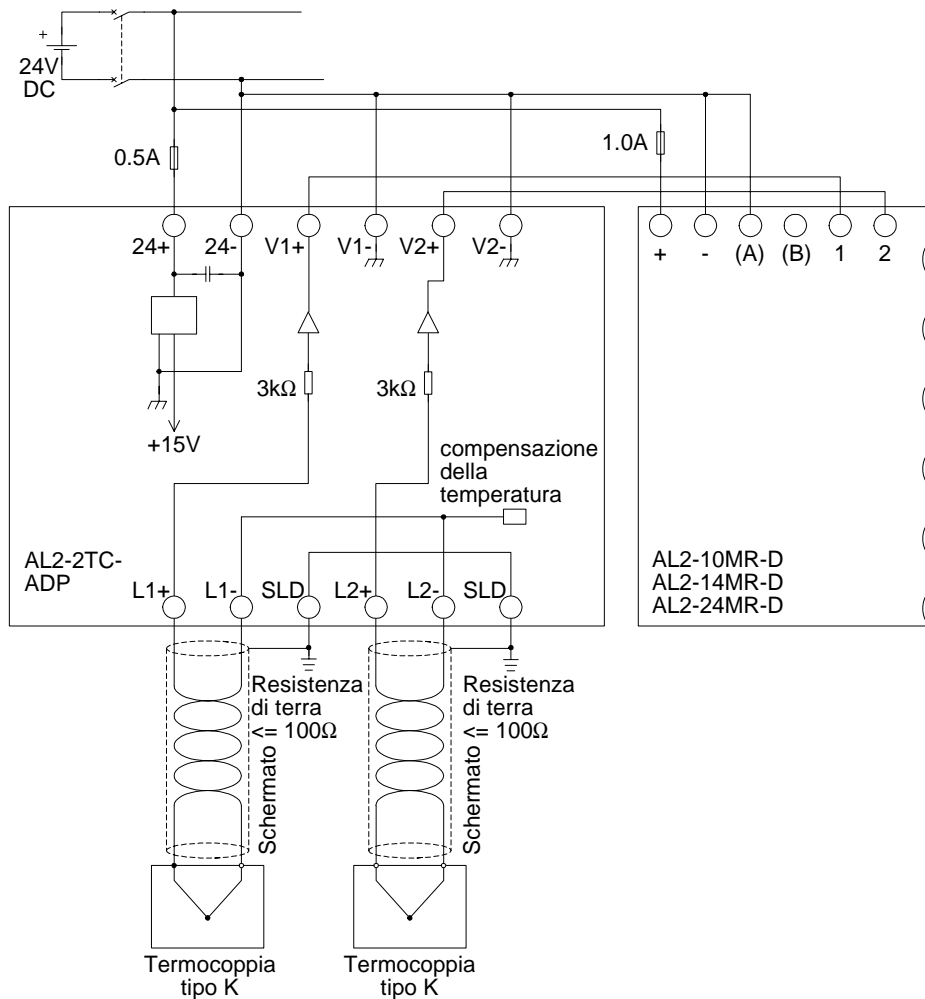 +
24V
DC
0.5A
1.0A
24+ 24- V1+ V1- V2+ V2-
+ - (A) (B) 1 2
3kΩ 3kΩ
+15V
compensazione
della
temperatura
AL2-2TC-
ADP
AL2-10MR-D
AL2-14MR-D
AL2-24MR-D
L1+ L1- SLD L2+ L2- SLD
Resistenza
di terra
<= 100Ω
Schermato
Resistenza
di terra
<= 100Ω
Schermato
Termocoppia
tipo K
Termocoppia
tipo K